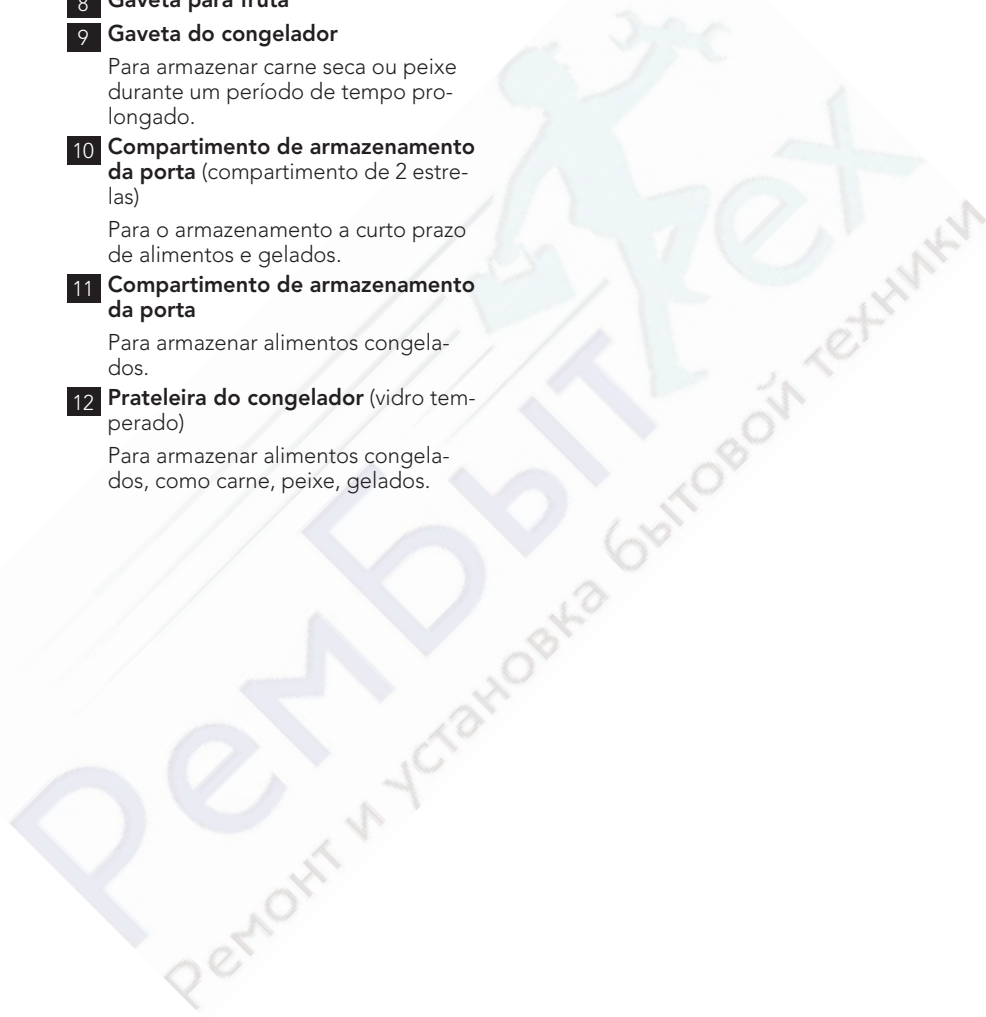 8 Gaveta para fruta
9 Gaveta do congelador
Para armazenar carne seca ou peixe
durante um período de tempo pro-
longado.
10 Compartimento de armazenamento
da porta (compartimento de 2 estre-
las)
Para o armazenamento a curto prazo
de alimentos e gelados.
11 Compartimento de armazenamento
da porta
Para armazenar alimentos congela-
dos.
12 Prateleira do congelador (vidro tem-
perado)
Para armazenar alimentos congela-
dos, como carne, peixe, gelados.
РемБытТех
Ремонт и установка бытовой техники